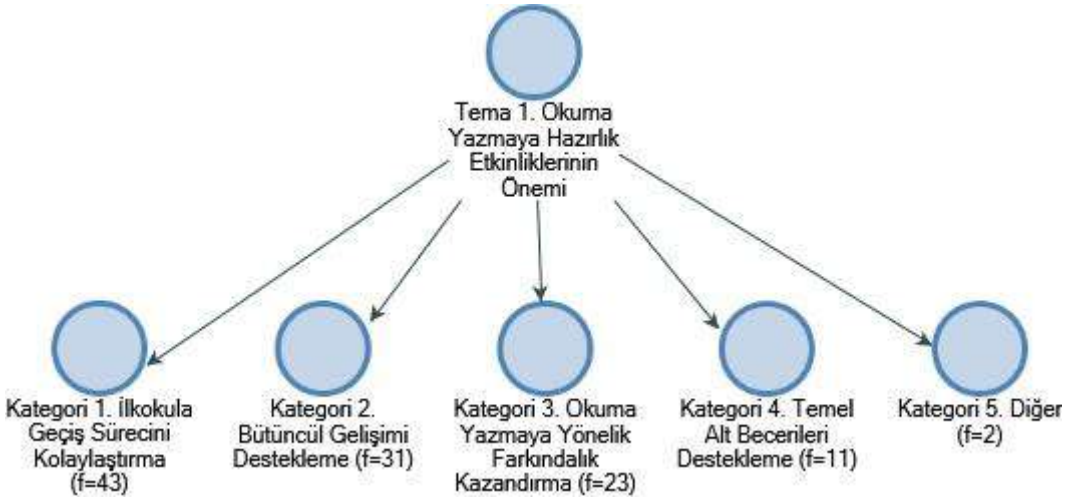 Tema 1. Okuma
Yazmaya Hazırlık
Etkinliklerinin
Önemi
Kategori 1. İlkokula
Geçiş Sürecini
Kolaylaştırma
(f=43)
Kategori 2.
Bütüncül Gelişimi
Destekleme (f=31)
Kategori 3. Okuma
Yazmaya Yönelik
Farkındalık
Kazandırma (f=23)
Kategori 4. Temel
Alt Becerileri
Destekleme (f=11)
Kategori 5. Diğer
(f=2)